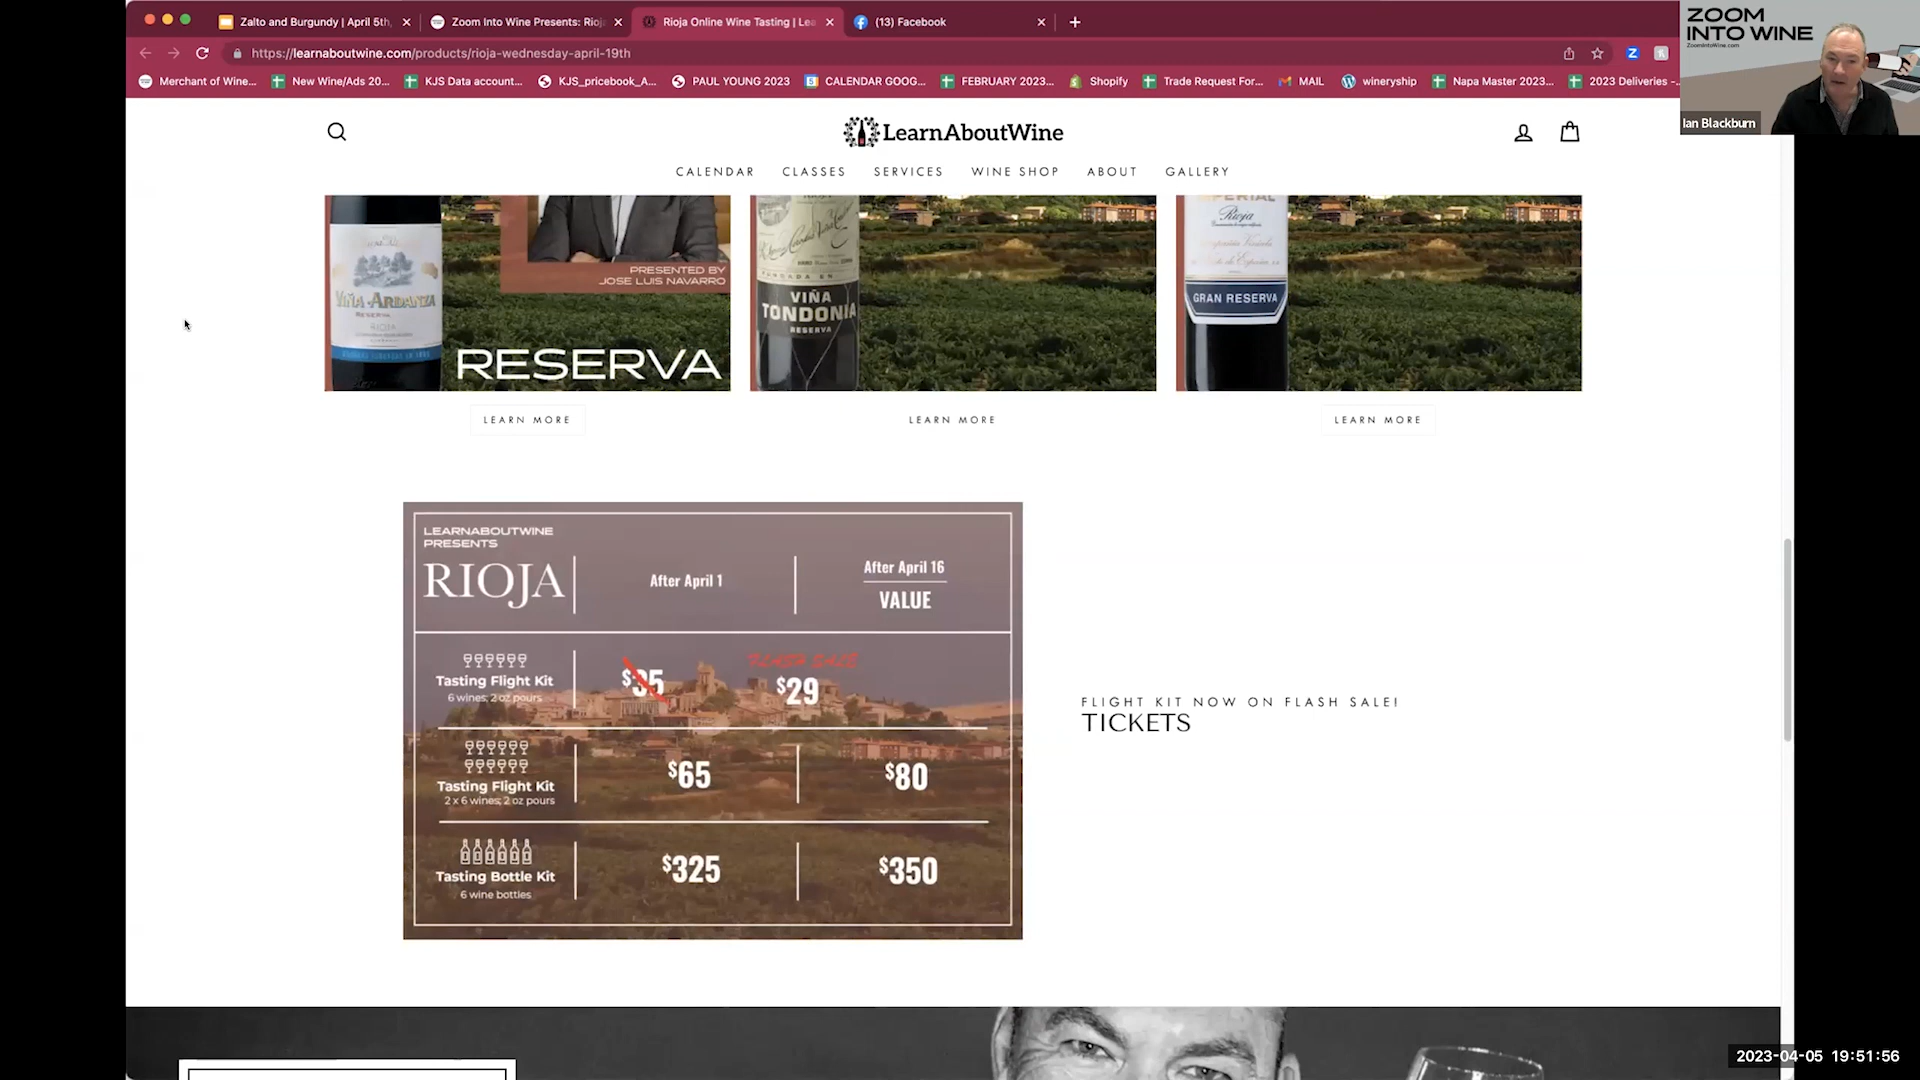 Zalto and Burgundy | April 5th,
Zoom Into Wine Presents: Rioja
Rioja Online Wine Tasting | Lea
(13) Facebook
https://learnaboutwine.com/products/rioja-wednesday-april-19th
Merchant of Wine...
New Wine/Ads 20...
KJS Data account...
KJS_pricebook_A...
PAUL YOUNG 2023
CALENDAR GOOG...
FEBRUARY 2023...
Shopify
Trade Request For...
MAIL
wineryship
Napa Master 2023...
2023 Deliveries -...
ZOOM
INTO WINE
ZoomIntoWine.com
Ian Blackburn
LearnAboutWine
CALENDAR
CLASSES
SERVICES
WINE SHOP
ABOUT
GALLERY
PRESENTED BY
JOSE LUIS NAVARRO
VIÑA ARDANZA
RESERVA
RIOJA
RESERVA
VIÑA
TONDONIA
RESERVA
Rioja
GRAN RESERVA
LEARN MORE
LEARN MORE
LEARN MORE
LEARNABOUTWINE
PRESENTS
RIOJA
After April 1
After April 16
VALUE
FLASH SALE
Tasting Flight Kit
6 wines; 2 oz pours
$35
$29
Tasting Flight Kit
2 x 6 wines; 2 oz pours
$65
$80
Tasting Bottle Kit
6 wine bottles
$325
$350
FLIGHT KIT NOW ON FLASH SALE!
TICKETS
2023-04-05 19:51:56